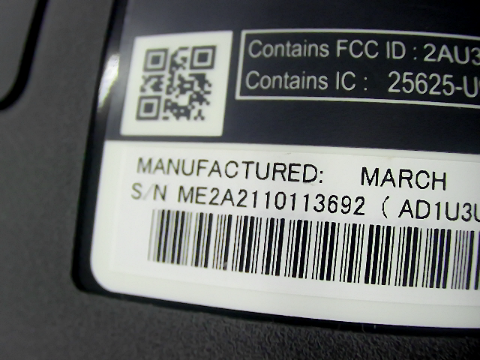 Contains FCC ID : 2AU3
Contains IC : 25625-U
MANUFACTURED: MARCH
S/N ME2A2110113692 ( AD1U3U